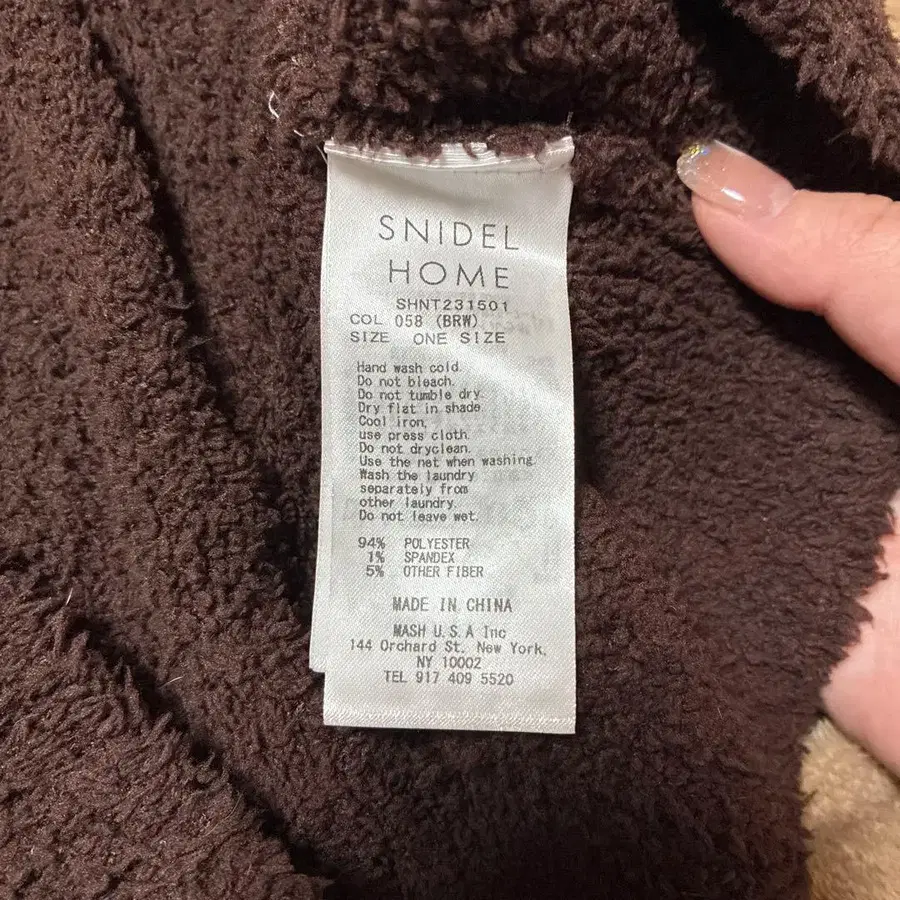 SNIDEL
HOME
SHNT231501
COL 058 (BRW)
SIZE ONE SIZE
Hand wash cold.
Do not bleach.
Do not tumble dry.
Dry flat in shade.
Cool iron,
use press cloth.
Do not dryclean.
Use the net when washing.
Wash the laundry
separately from
other laundry.
Do not leave wet.
94% POLYESTER
1% SPANDEX
5% OTHER FIBER
MADE IN CHINA
MASH U.S.A Inc
144 Orchard St. New York,
NY 10002
TEL 917 409 5520